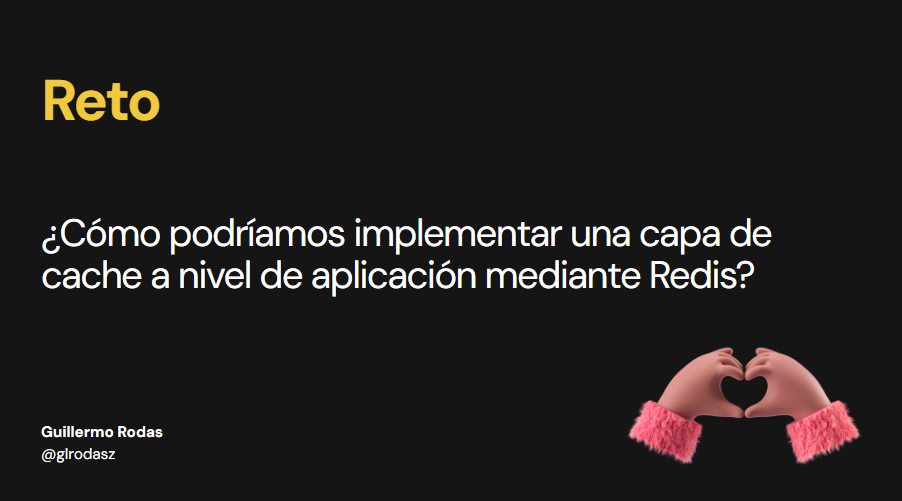 Reto
¿Cómo podríamos implementar una capa de
cache a nivel de aplicación mediante Redis?
Guillermo Rodas
@glrodasz